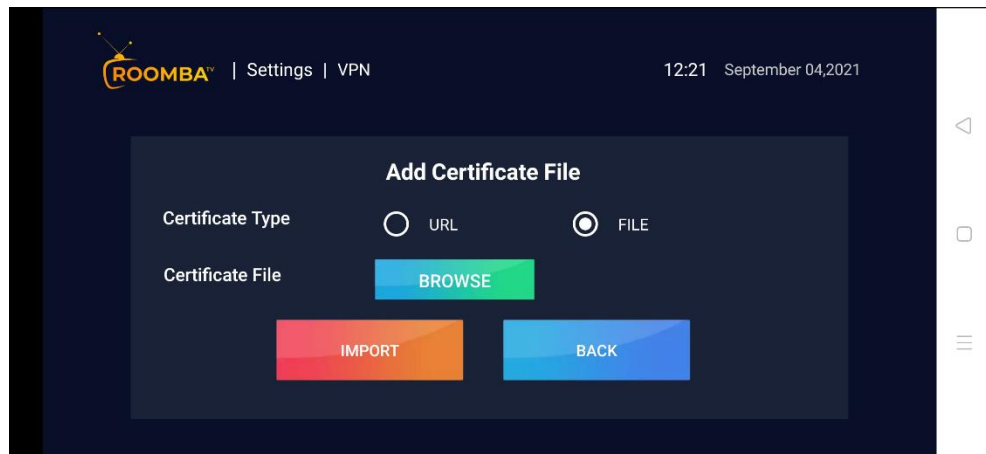 ROOMBA TV | Settings | VPN 12:21 September 04,2021
Add Certificate File
Certificate Type URL FILE
Certificate File BROWSE
IMPORT BACK